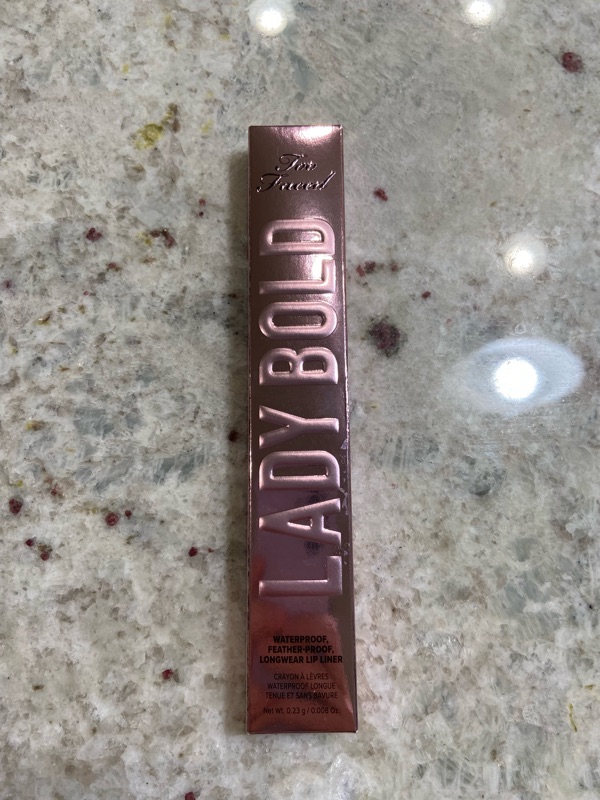 Too
Faced
LADY BOLD
WATERPROOF,
FEATHER-PROOF,
LONGWEAR LIP LINER
CRAYON À LÈVRES
WATERPROOF LONGUE
TENUE ET SANS BAVURE
Net Wt. 0.23 g / 0.008 Oz.